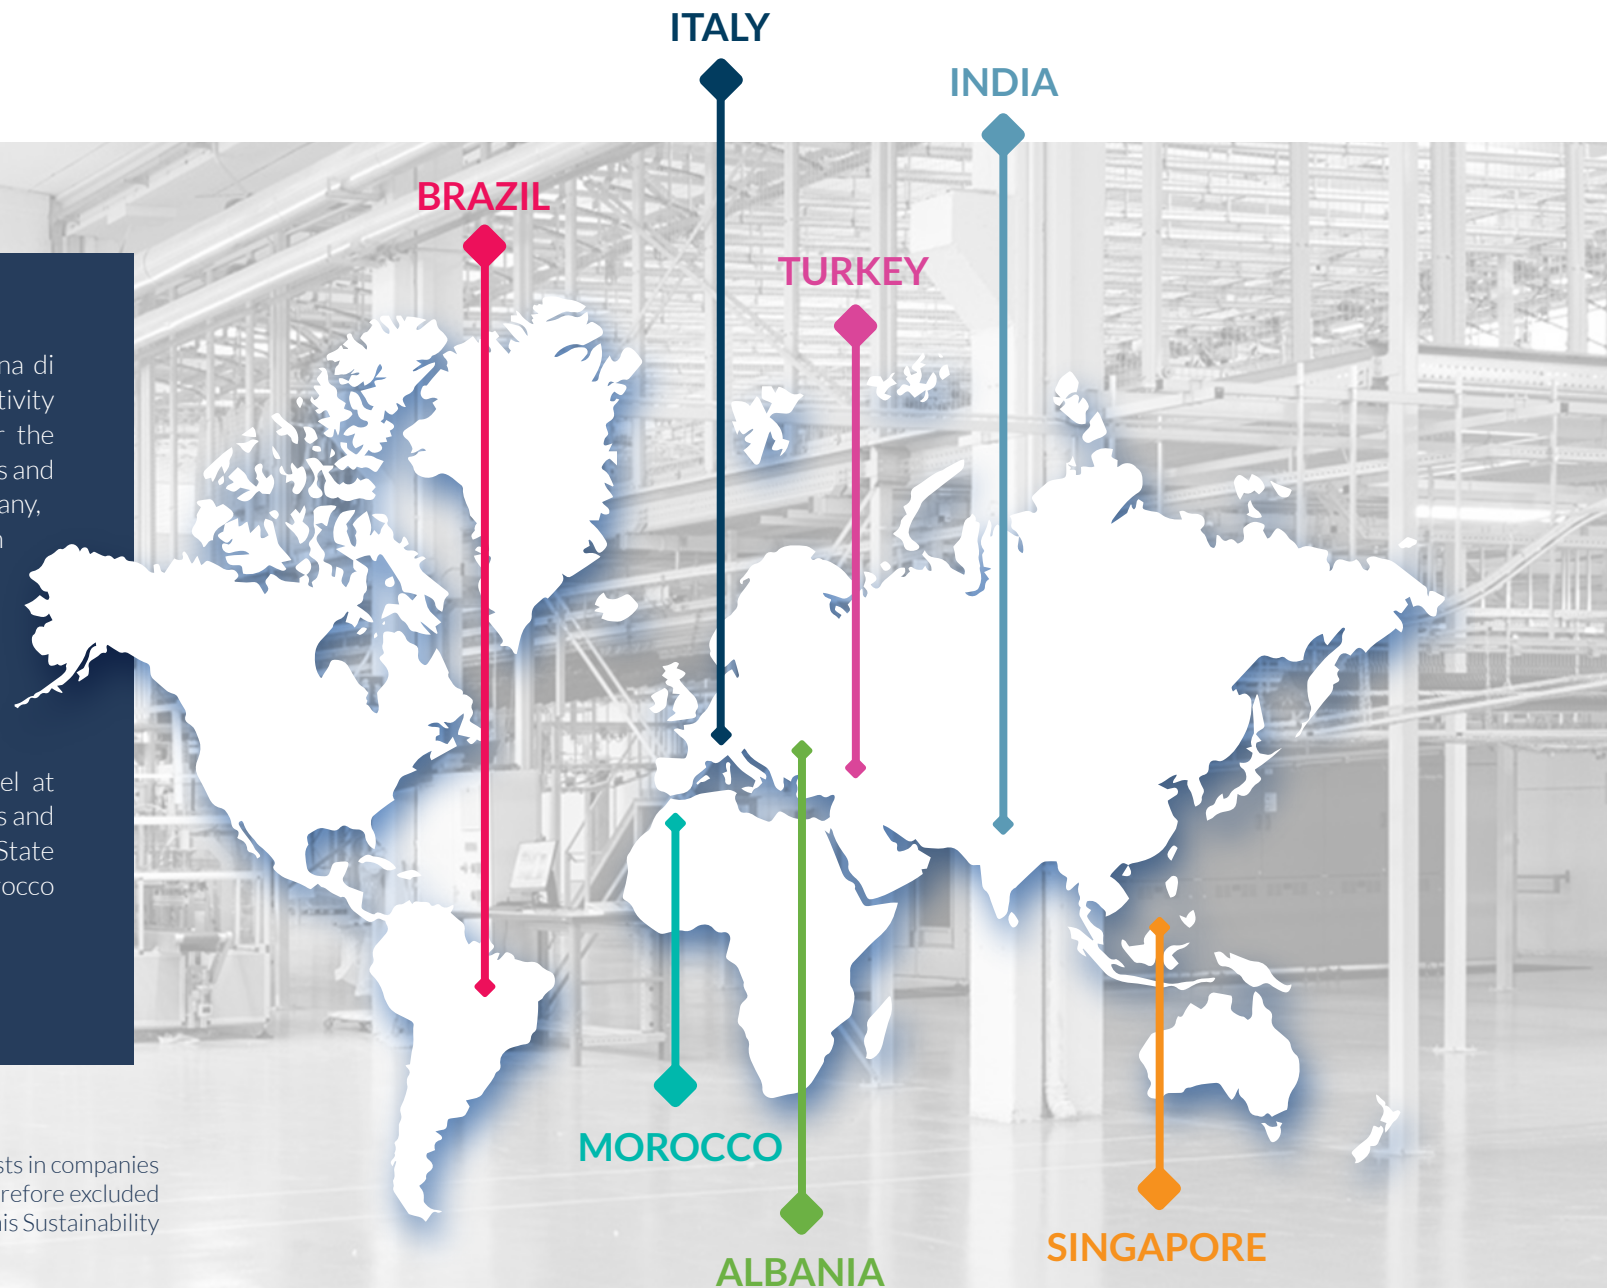 ITALY
INDIA
BRAZIL
TURKEY
na di
tivity
r the
s and
any,
n
el at
s and
State
occo
MOROCCO
sts in companies
refore excluded
nis Sustainability
SINGAPORE
ALBANIA